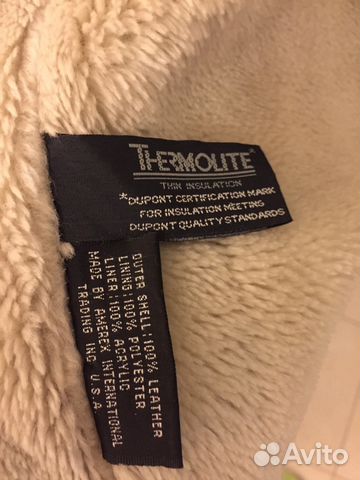 THERMOLITE®
THIN INSULATION
*DUPONT CERTIFICATION MARK
FOR INSULATION MEETING
DUPONT QUALITY STANDARDS
OUTER SHELL:100% LEATHER
LINING:100% POLYESTER
LINER:100% ACRYLIC
MADE BY AMEREX INTERNATIONAL
TRADING INC U.S.A.
Avito